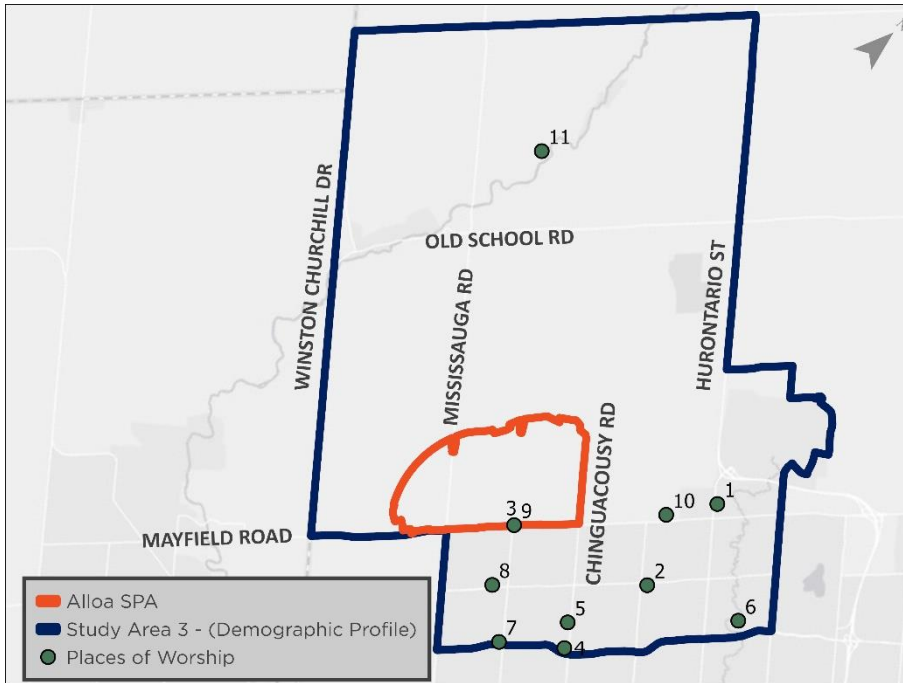 11
WINSTON CHURCHILL DR
OLD SCHOOL RD
MISSISSAUGA RD
HURONTARIO ST
CHINGUACOUSY RD
3 9
10
1
MAYFIELD ROAD
8
2
5
6
7
4
Alloa SPA
Study Area 3 - (Demographic Profile)
Places of Worship